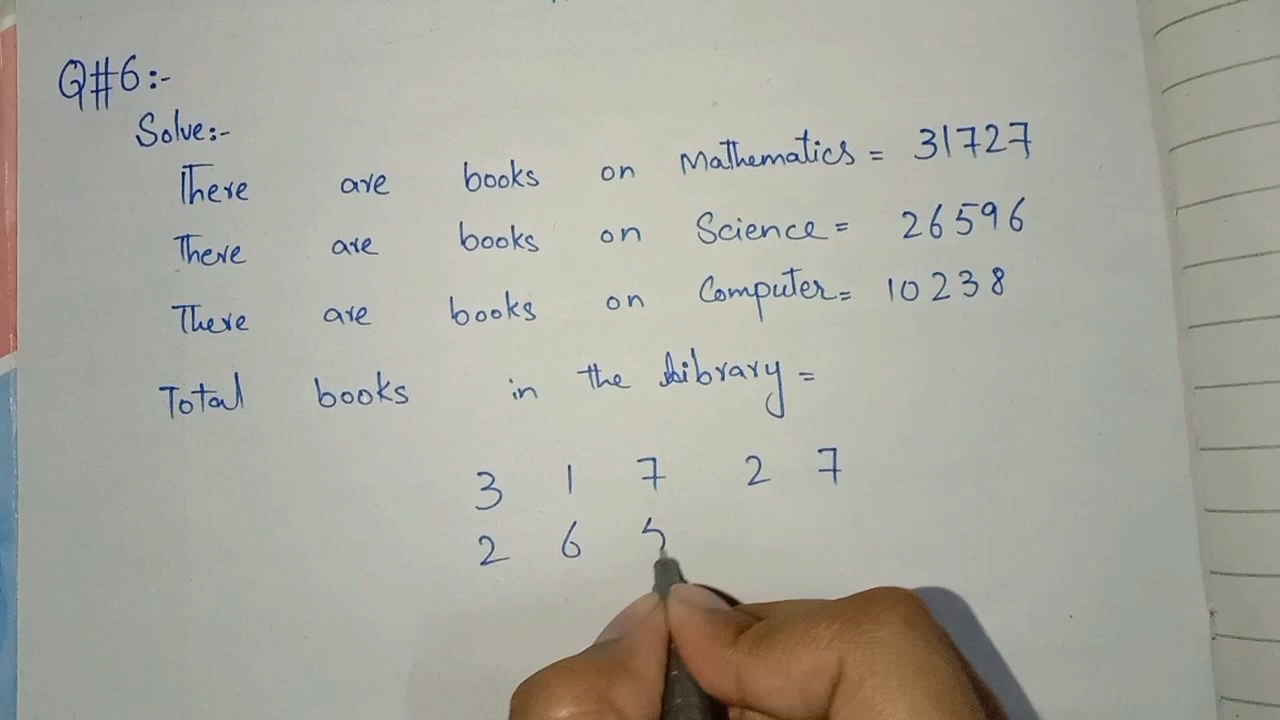 Q#6:-
Solve:-
There are books on Mathematics = 31727
There are books on Science = 26596
There are books on Computer = 10238
Total books in the Library =
3 1 7 2 7
2 6 5